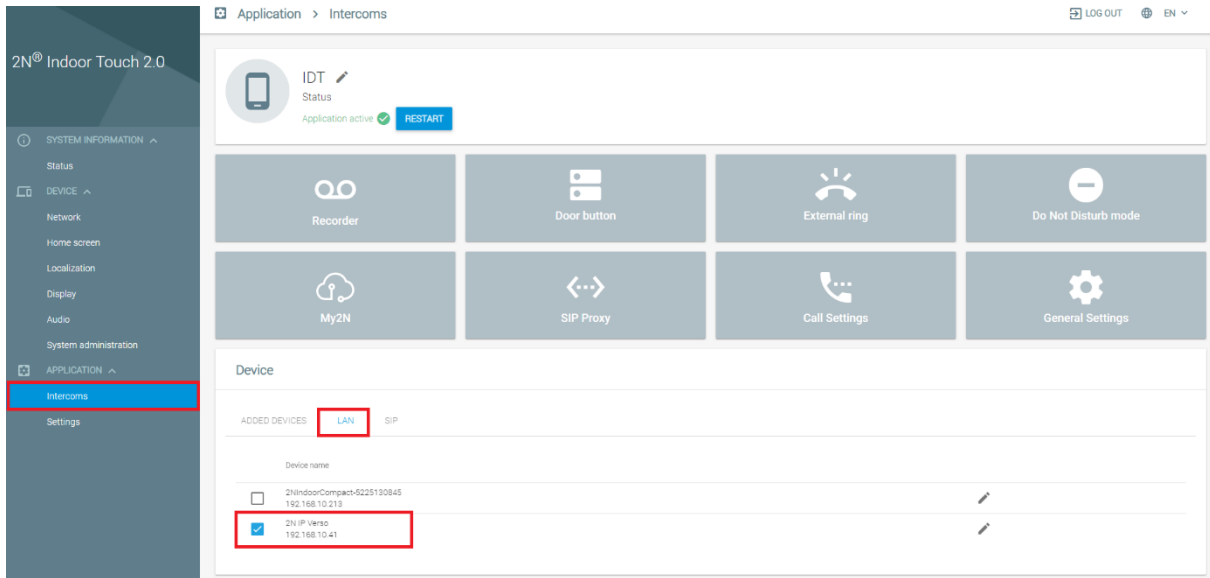 2N® Indoor Touch 2.0
SYSTEM INFORMATION
Status
DEVICE
Network
Home screen
Localization
Display
Audio
System administration
APPLICATION
Intercoms
Settings
Application > Intercoms
LOG OUT
EN
IDT
Status
Application active
RESTART
Recorder
Door button
External ring
Do Not Disturb mode
My2N
SIP Proxy
Call Settings
General Settings
Device
ADDED DEVICES
LAN
SIP
Device name
2NIndoorCompact-5225130845
192.168.10.213
2N IP Verso
192.168.10.41